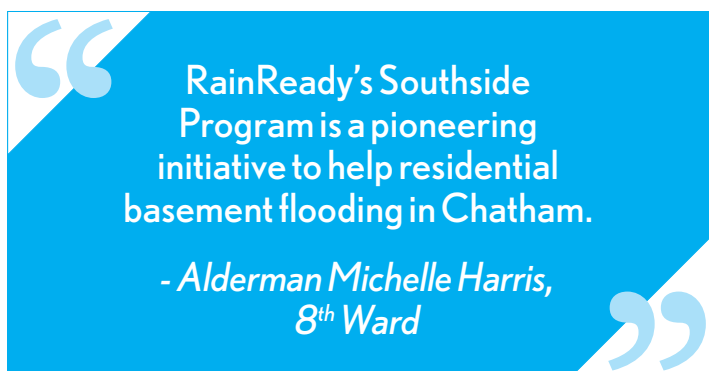 RainReady’s Southside
Program is a pioneering
initiative to help residential
basement flooding in Chatham.
- Alderman Michelle Harris,
8th Ward